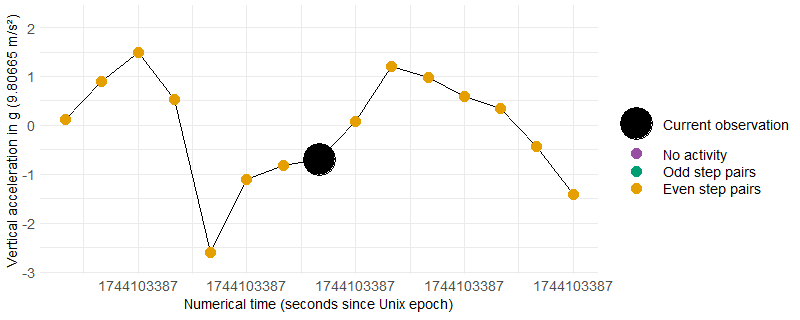 Vertical acceleration in g (9.80665 m/s²)
2
1
0
-1
-2
-3
1744103387 1744103387 1744103387 1744103387 1744103387
Numerical time (seconds since Unix epoch)
Current observation
No activity
Odd step pairs
Even step pairs